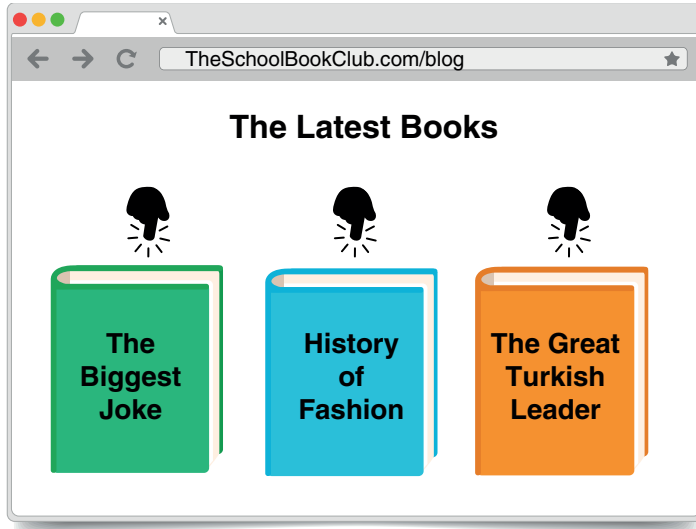 TheSchoolBookClub.com/blog
The Latest Books
The
Biggest
Joke
History
of
Fashion
The Great
Turkish
Leader